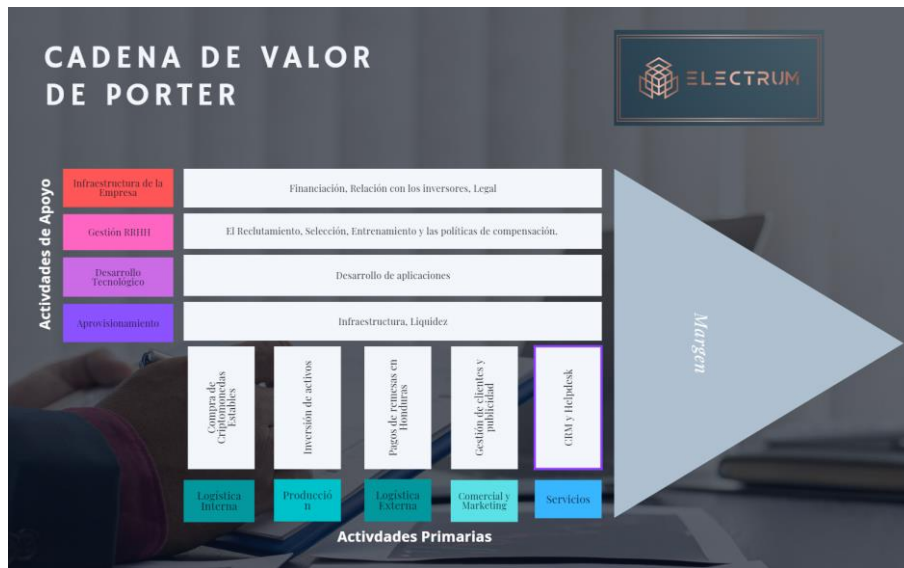 CADENA DE VALOR
DE PORTER
ELECTRUM
Activdades de Apoyo
Infraestructura de la
Empresa
Financiación, Relación con los inversores, Legal
Gestión RRHH
El Reclutamiento, Selección, Entrenamiento y las políticas de compensación.
Desarrollo
Tecnológico
Desarrollo de aplicaciones
Aprovisionamiento
Infraestructura, Liquidez
Compra de
Criptomonedas
Estables
Inversión de activos
Pagos de remesas en
Honduras
Gestión de clientes y
publicidad
CRM y Helpdesk
Margen
Logística
Interna
Producció
n
Logística
Externa
Comercial y
Marketing
Servicios
Activdades Primarias